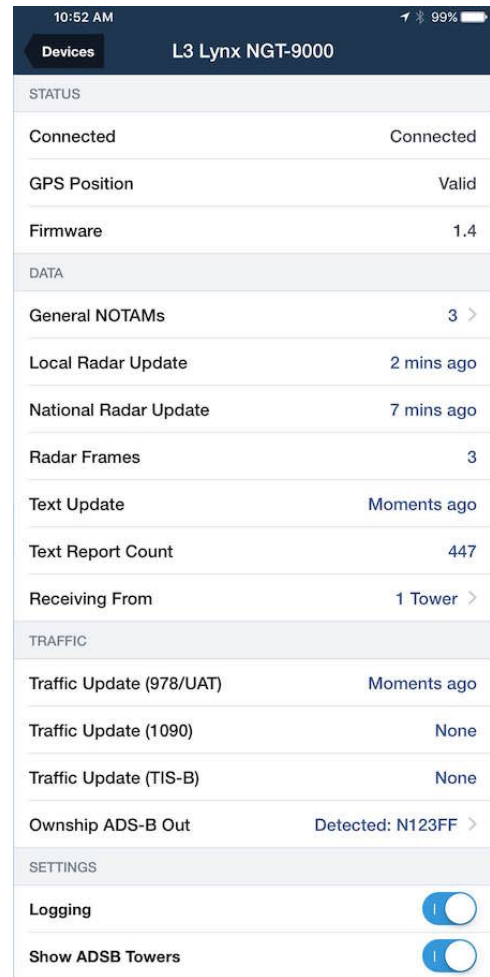 10:52 AM 99%
Devices L3 Lynx NGT-9000
STATUS
Connected Connected
GPS Position Valid
Firmware 1.4
DATA
General NOTAMs 3
Local Radar Update 2 mins ago
National Radar Update 7 mins ago
Radar Frames 3
Text Update Moments ago
Text Report Count 447
Receiving From 1 Tower
TRAFFIC
Traffic Update (978/UAT) Moments ago
Traffic Update (1090) None
Traffic Update (TIS-B) None
Ownship ADS-B Out Detected: N123FF
SETTINGS
Logging
Show ADSB Towers